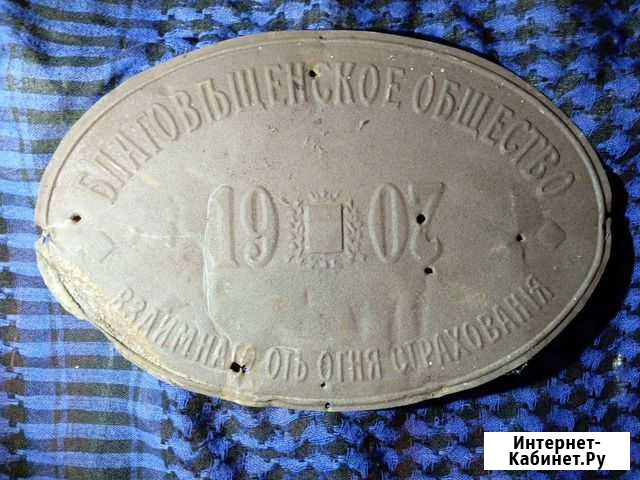 БЛАГОВѢЩЕНСКОЕ ОБЩЕСТВО
1907
ВЗАИМНАГО ОТЪ ОГНЯ СТРАХОВАНІЯ
Интернет-
Кабинет.Ру